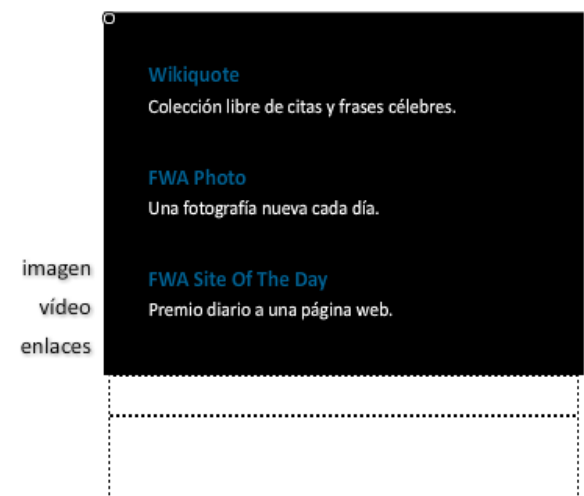 Wikiquote
Colección libre de citas y frases célebres.
FWA Photo
Una fotografía nueva cada día.
FWA Site Of The Day
Premio diario a una página web.
imagen
vídeo
enlaces